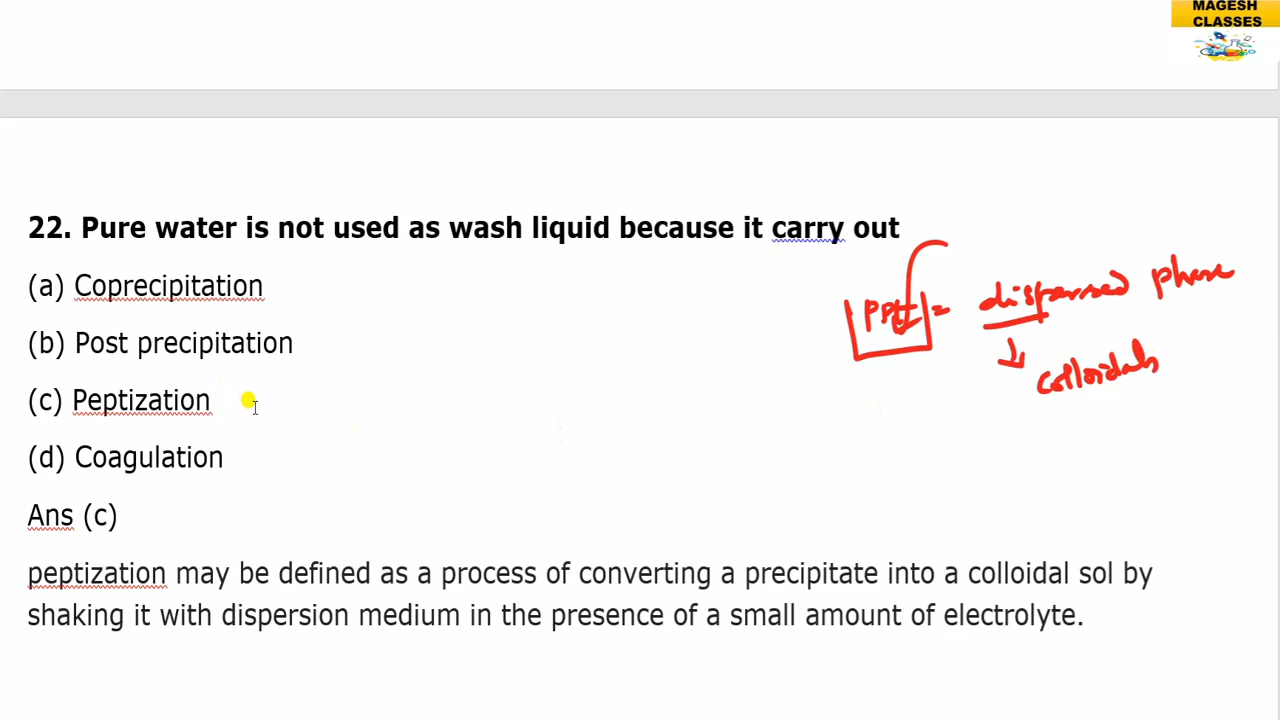 MAGESH
CLASSES
22. Pure water is not used as wash liquid because it carry out
(a) Coprecipitation
(b) Post precipitation
(c) Peptization
(d) Coagulation
Ans (c)
peptization may be defined as a process of converting a precipitate into a colloidal sol by
shaking it with dispersion medium in the presence of a small amount of electrolyte.
ppt = dispersed phase
colloidals